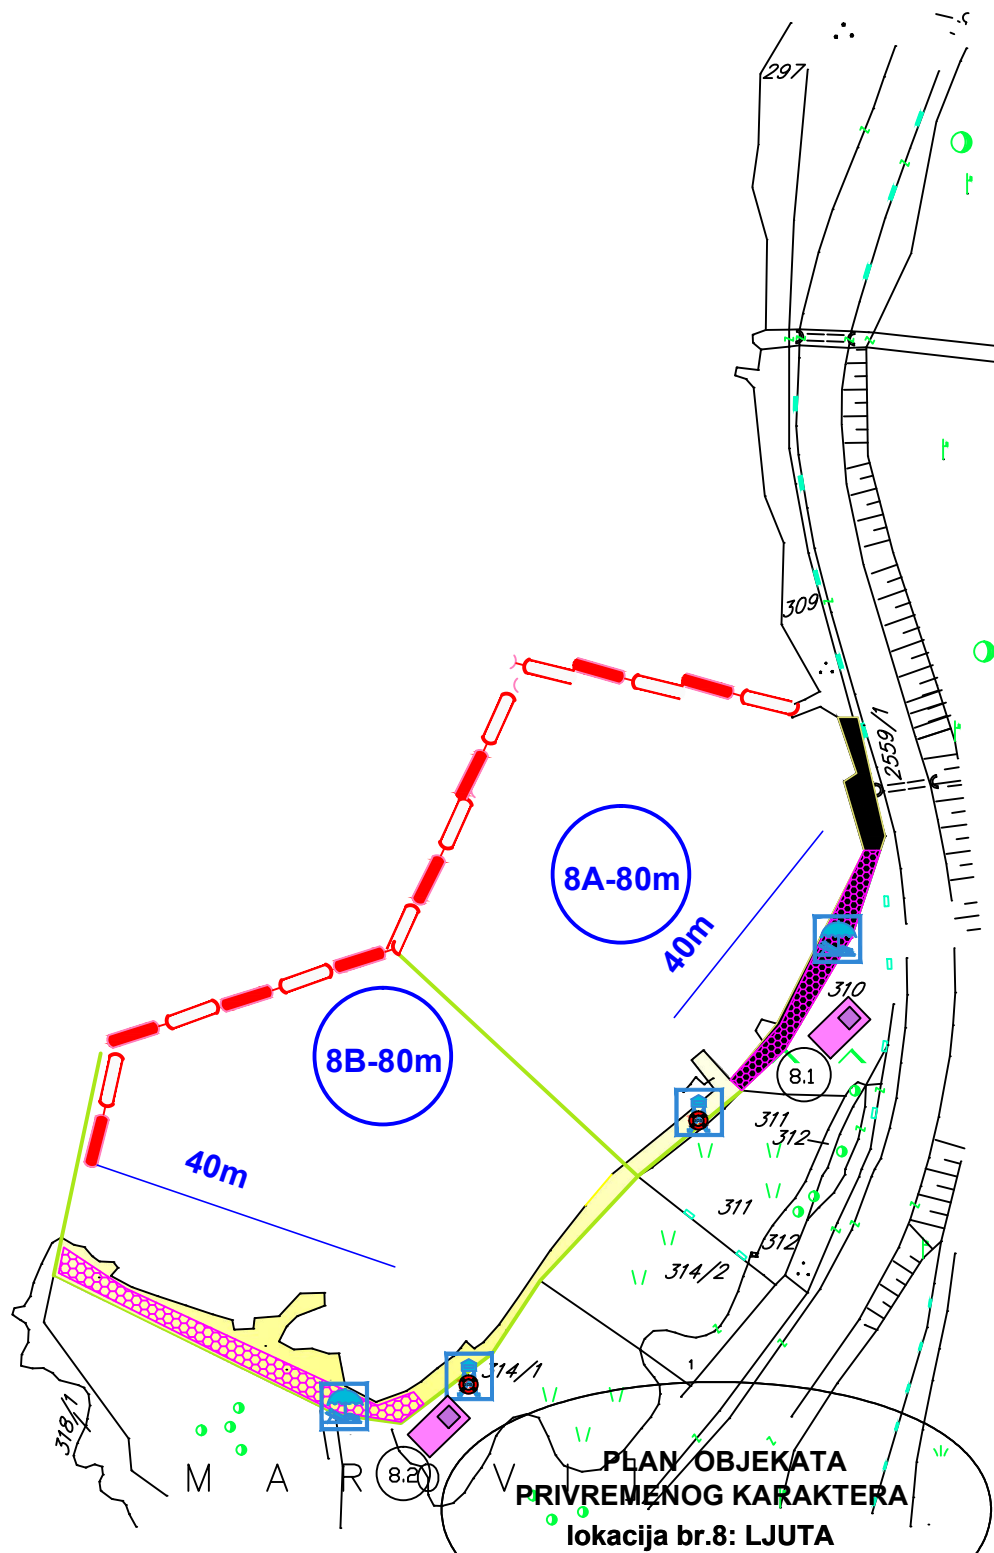 297
309
2559/1
8A-80m
40m
310
8B-80m
8.1
311
312
40m
311
312
314/2
314/1
1
318/1
8.2
M A R O V I
PLAN OBJEKATA
PRIVREMENOG KARAKTERA
lokacija br.8: LJUTA